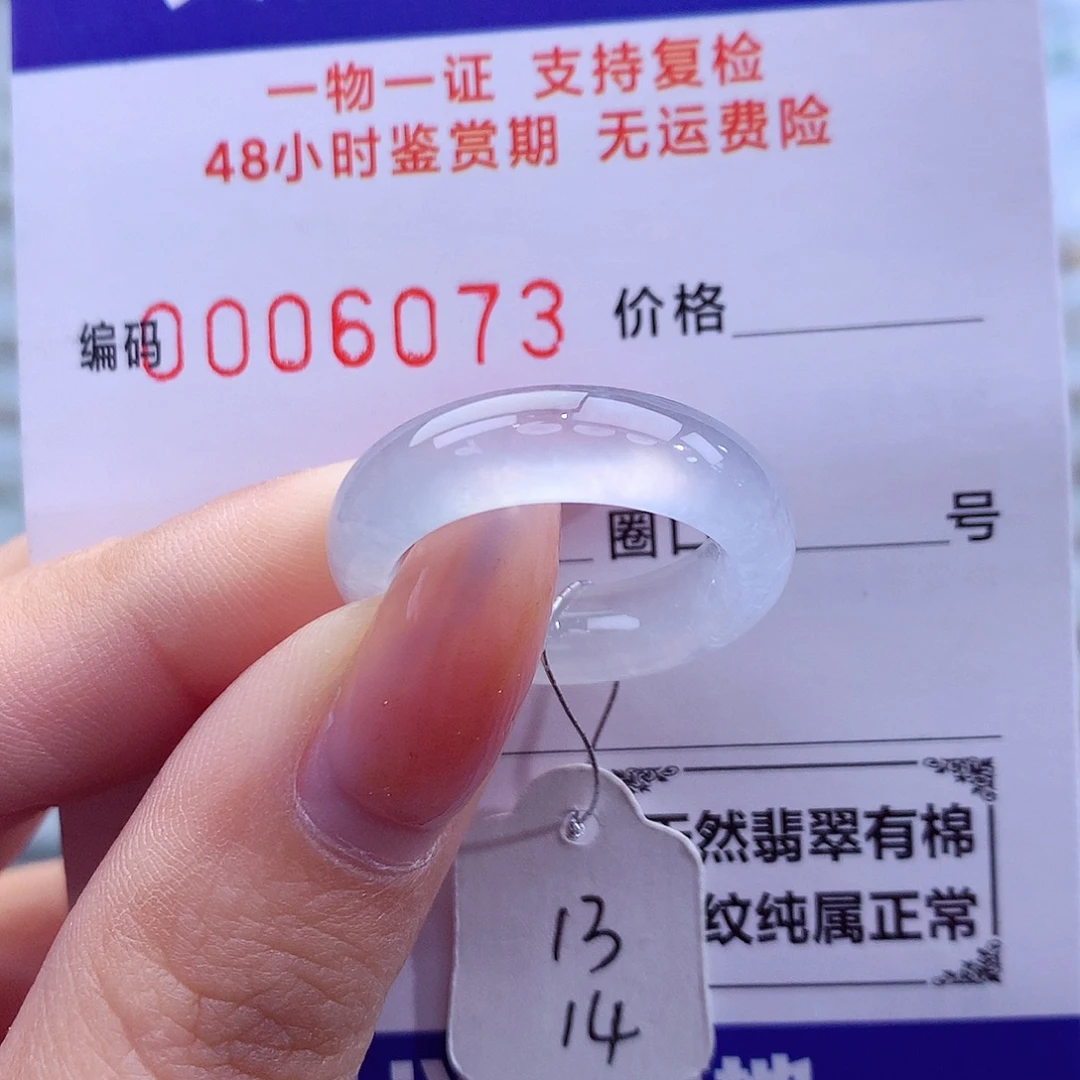 一物一证 支持复检
48小时鉴赏期 无运费险
编码0006073 价格
圈口 号
然翡翠有棉
纹纯属正常
13
14